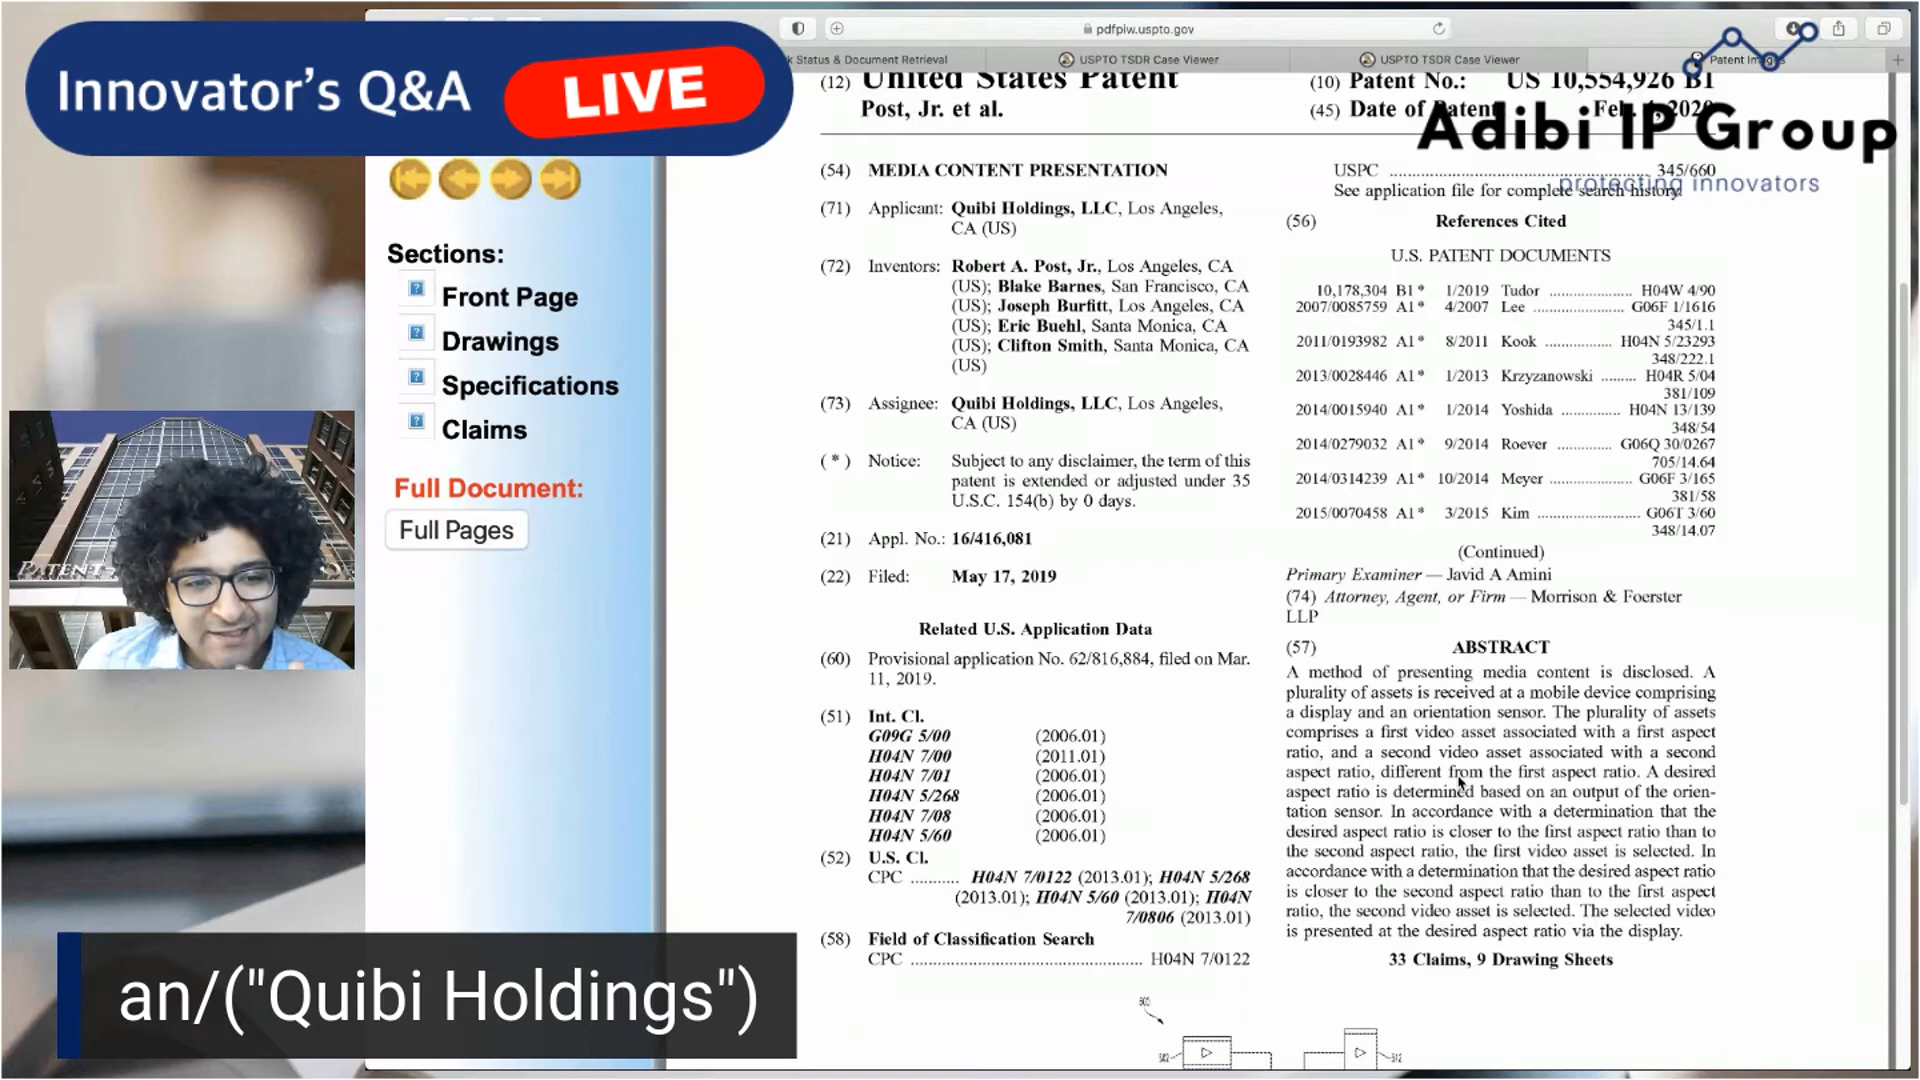 Innovator's Q&A LIVE
pdfpiw.uspto.gov
k Status & Document Retrieval
USPTO TSDR Case Viewer
USPTO TSDR Case Viewer
Patent Images
Adibi IP Group
protecting innovators
Sections:
Front Page
Drawings
Specifications
Claims
Full Document:
Full Pages
PATENT
an/("Quibi Holdings")
(12) United States Patent
Post, Jr. et al.
(10) Patent No.: US 10,554,926 B1
(45) Date of Patent: Feb. 4, 2020
(54) MEDIA CONTENT PRESENTATION
(71) Applicant: Quibi Holdings, LLC, Los Angeles,
CA (US)
(72) Inventors: Robert A. Post, Jr., Los Angeles, CA
(US); Blake Barnes, San Francisco, CA
(US); Joseph Burfitt, Los Angeles, CA
(US); Eric Buehl, Santa Monica, CA
(US); Clifton Smith, Santa Monica, CA
(US)
(73) Assignee: Quibi Holdings, LLC, Los Angeles,
CA (US)
( * ) Notice: Subject to any disclaimer, the term of this
patent is extended or adjusted under 35
U.S.C. 154(b) by 0 days.
(21) Appl. No.: 16/416,081
(22) Filed: May 17, 2019
Related U.S. Application Data
(60) Provisional application No. 62/816,884, filed on Mar.
11, 2019.
(51) Int. Cl.
G09G 5/00 (2006.01)
H04N 7/00 (2011.01)
H04N 7/01 (2006.01)
H04N 5/268 (2006.01)
H04N 7/08 (2006.01)
H04N 5/60 (2006.01)
(52) U.S. Cl.
CPC .......... H04N 7/0122 (2013.01); H04N 5/268
(2013.01); H04N 5/60 (2013.01); H04N
7/0806 (2013.01)
(58) Field of Classification Search
CPC .......... H04N 7/0122
USPC .......... 345/660
See application file for complete search history.
(56) References Cited
U.S. PATENT DOCUMENTS
10,178,304 B1* 1/2019 Tudor .......... H04W 4/90
2007/0085759 A1* 4/2007 Lee .......... G06F 1/1616
345/1.1
2011/0193982 A1* 8/2011 Kook .......... H04N 5/23293
348/222.1
2013/0028446 A1* 1/2013 Krzyzanowski .......... H04R 5/04
381/109
2014/0015940 A1* 1/2014 Yoshida .......... H04N 13/139
348/54
2014/0279032 A1* 9/2014 Roever .......... G06Q 30/0267
705/14.64
2014/0314239 A1* 10/2014 Meyer .......... G06F 3/165
381/58
2015/0070458 A1* 3/2015 Kim .......... G06T 3/60
348/14.07
(Continued)
Primary Examiner — Javid A Amini
(74) Attorney, Agent, or Firm — Morrison & Foerster
LLP
(57) ABSTRACT
A method of presenting media content is disclosed. A
plurality of assets is received at a mobile device comprising
a display and an orientation sensor. The plurality of assets
comprises a first video asset associated with a first aspect
ratio, and a second video asset associated with a second
aspect ratio, different from the first aspect ratio. A desired
aspect ratio is determined based on an output of the orien-
tation sensor. In accordance with a determination that the
desired aspect ratio is closer to the first aspect ratio than to
the second aspect ratio, the first video asset is selected. In
accordance with a determination that the desired aspect ratio
is closer to the second aspect ratio than to the first aspect
ratio, the second video asset is selected. The selected video
is presented at the desired aspect ratio via the display.
33 Claims, 9 Drawing Sheets
502
512